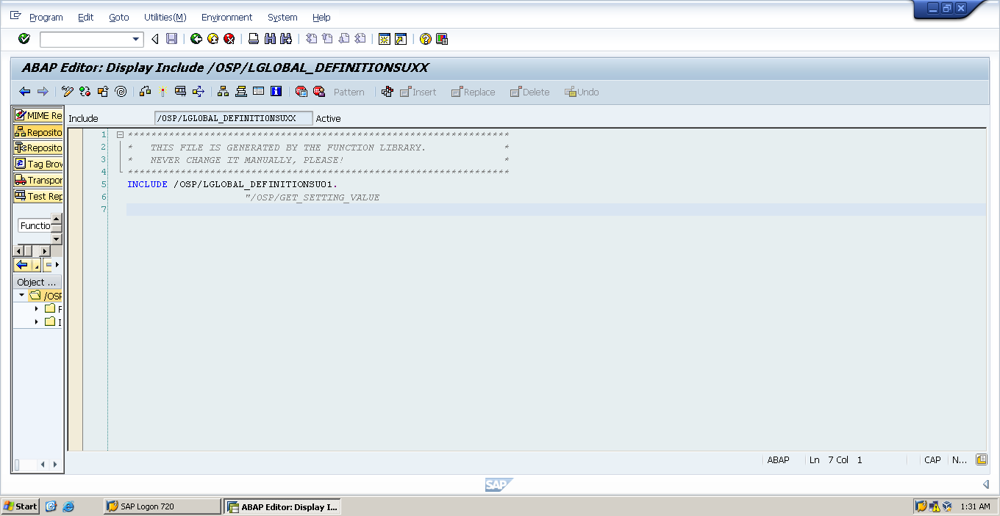 Program Edit Goto Utilities(M) Environment System Help
ABAP Editor: Display Include /OSP/LGLOBAL_DEFINITIONSUXX
Pattern Insert Replace Delete Undo
MIME Re
Reposito
Reposito
Tag Brow
Transpor
Test Rep
Functio
Object ...
/OSP
F
I
Include /OSP/LGLOBAL_DEFINITIONSUXX Active
1 *****************************************************************
2 *   THIS FILE IS GENERATED BY THE FUNCTION LIBRARY.             *
3 *   NEVER CHANGE IT MANUALLY, PLEASE!                           *
4 *****************************************************************
5 INCLUDE /OSP/LGLOBAL_DEFINITIONSU01.
6 "/OSP/GET_SETTING_VALUE
7
ABAP Ln 7 Col 1 CAP N...
SAP
Start SAP Logon 720 ABAP Editor: Display I... 1:31 AM